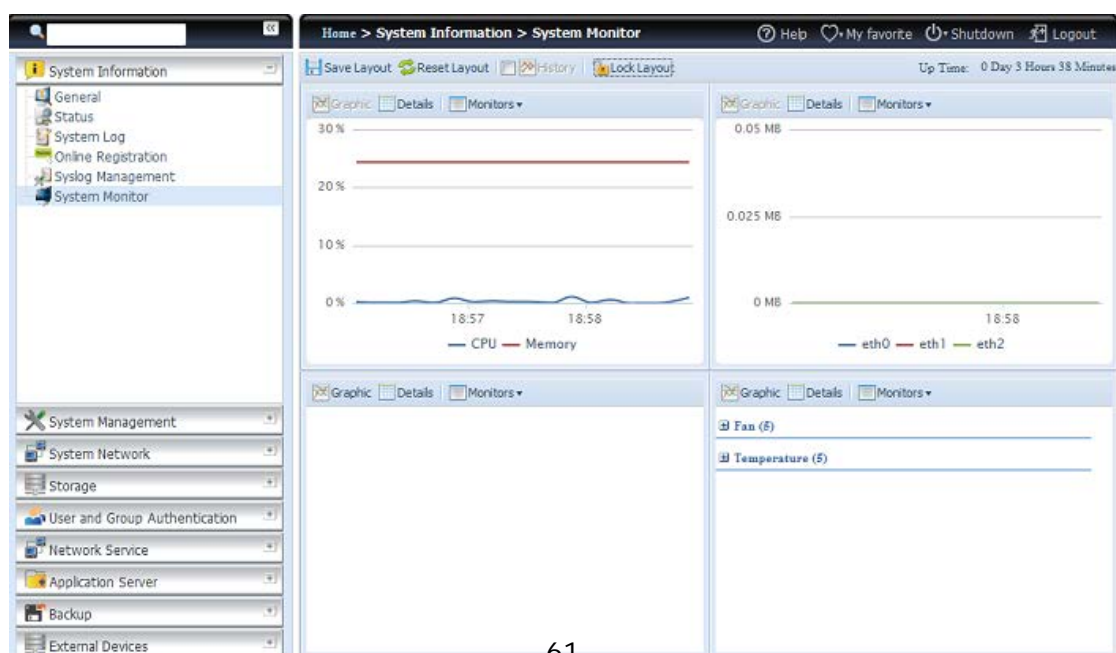 Home > System Information > System Monitor
Help My favorite Shutdown Logout
System Information
General
Status
System Log
Online Registration
Syslog Management
System Monitor
System Management
System Network
Storage
User and Group Authentication
Network Service
Application Server
Backup
External Devices
Save Layout Reset Layout History Lock Layout
Up Time: 0 Day 3 Hours 38 Minutes
Graphic Details Monitors
30 %
20 %
10 %
0 %
18:57 18:58
CPU Memory
Graphic Details Monitors
0.05 MB
0.025 MB
0 MB
18:58
eth0 eth1 eth2
Graphic Details Monitors
Graphic Details Monitors
Fan (5)
Temperature (5)
61